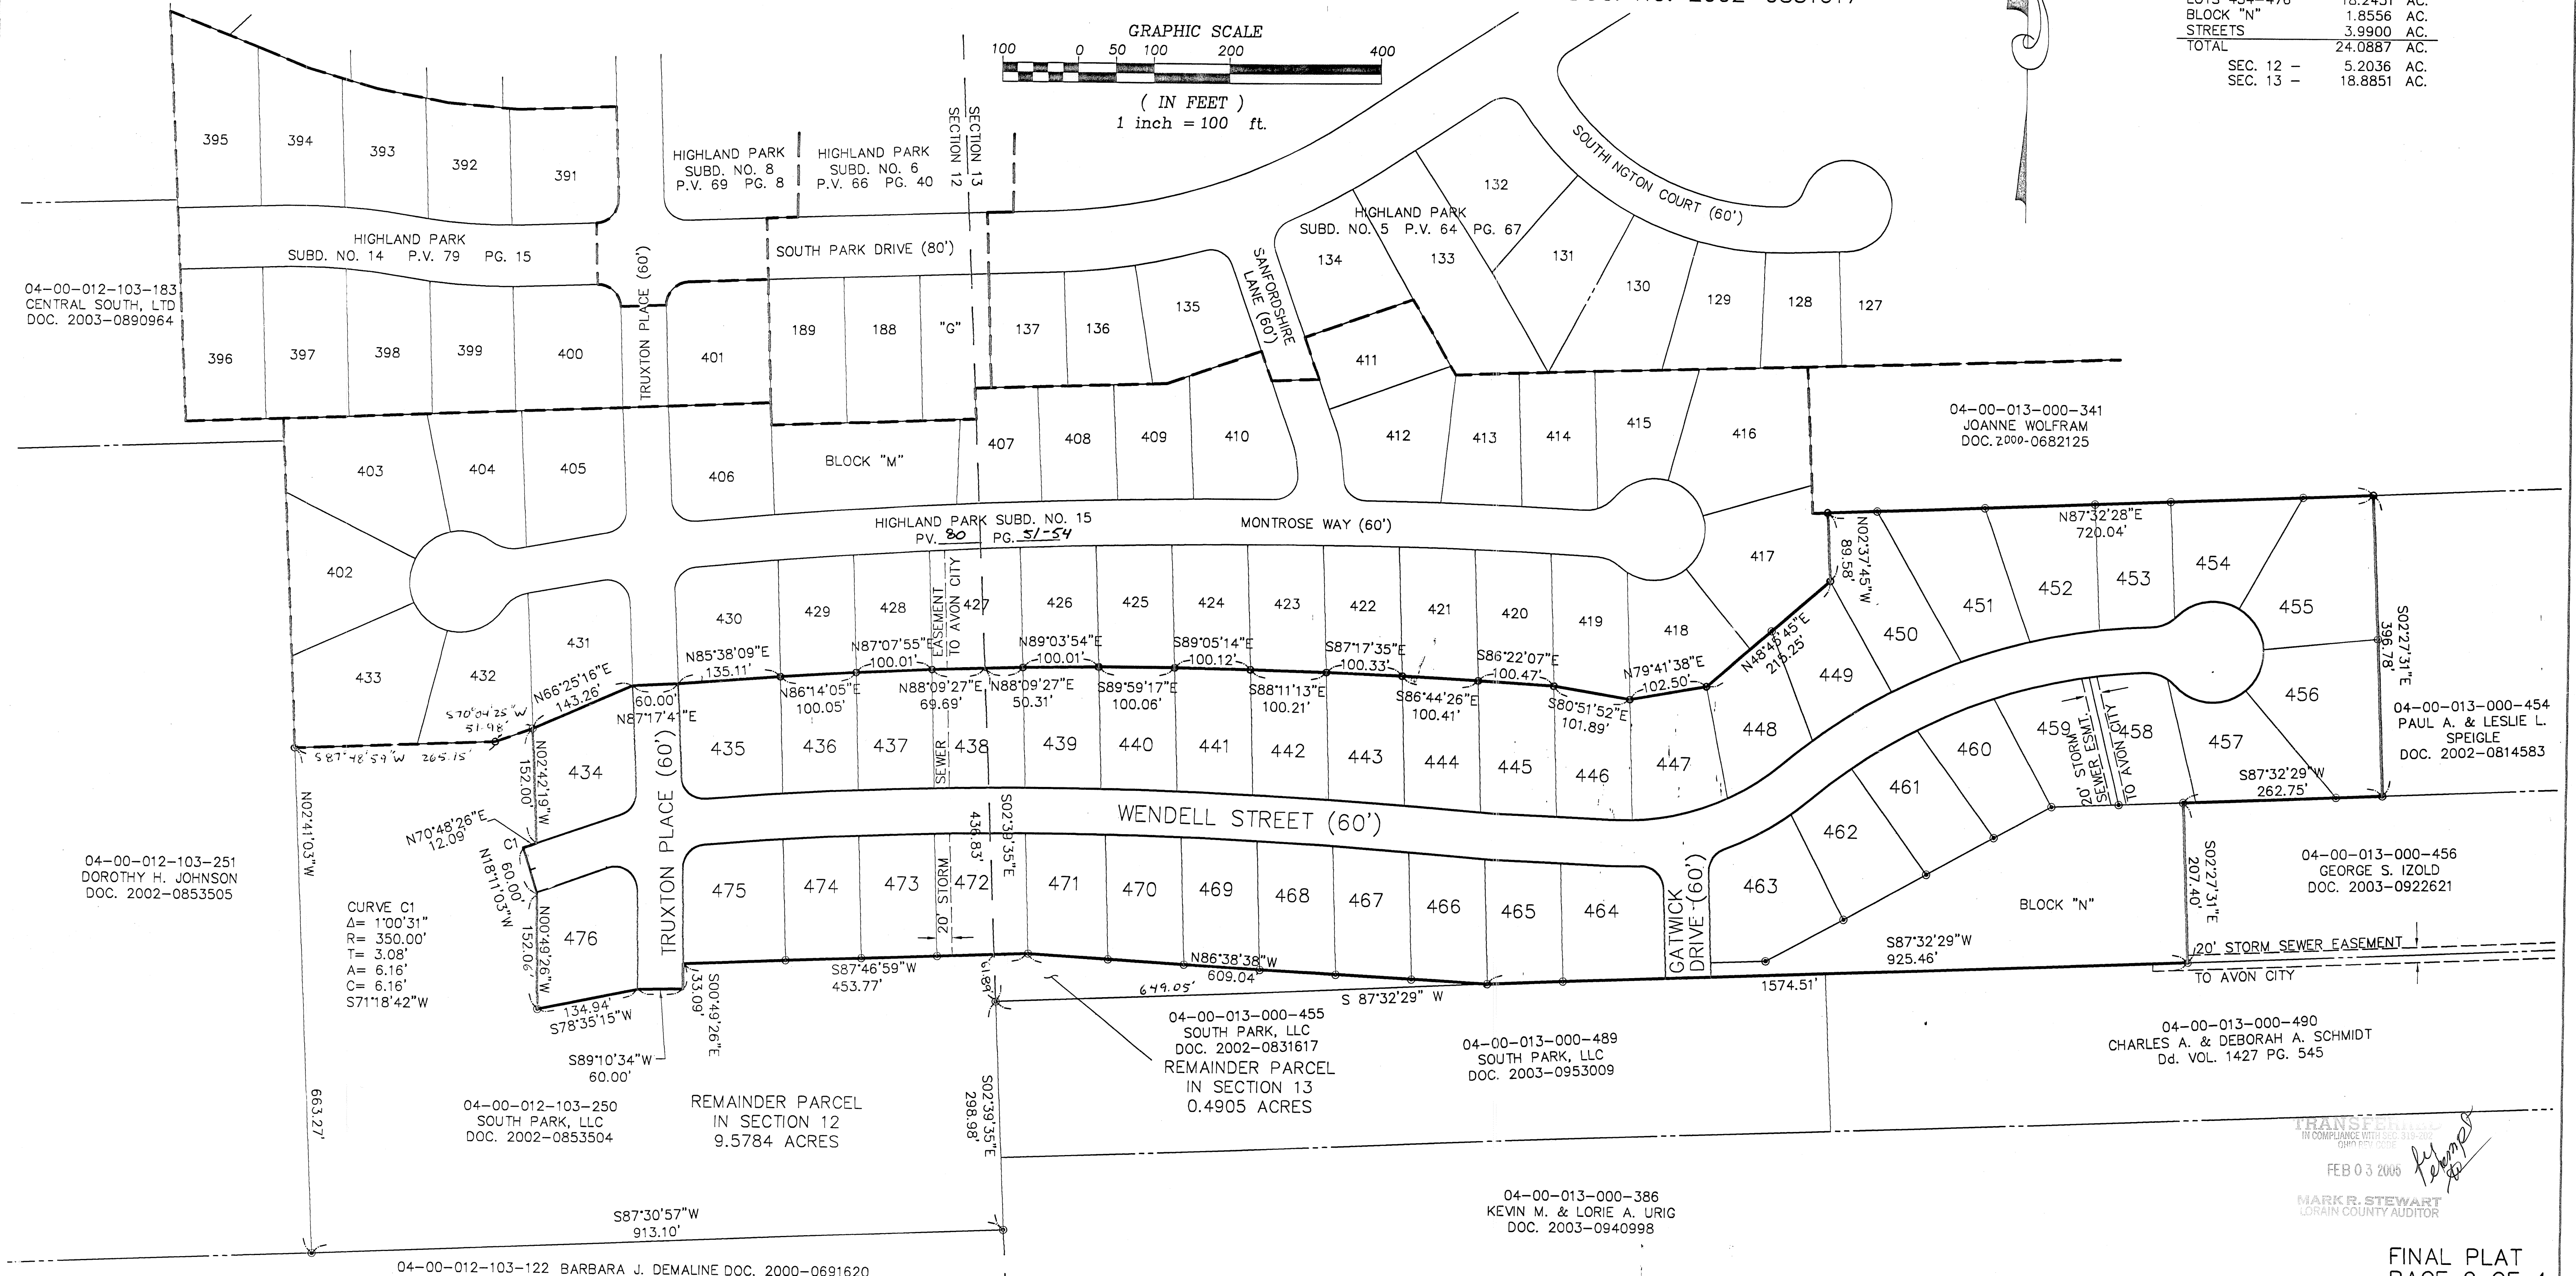 GRAPHIC SCALE
100 0 50 100 200 400
( IN FEET )
1 inch = 100 ft.
BLOCK "N" 1.8556 AC.
STREETS 3.9900 AC.
TOTAL 24.0887 AC.
SEC. 12 - 5.2036 AC.
SEC. 13 - 18.8851 AC.
395
394
393
392
391
HIGHLAND PARK
SUBD. NO. 8
P.V. 69 PG. 8
HIGHLAND PARK
SUBD. NO. 6
P.V. 66 PG. 40
SECTION 12
SECTION 13
132
SOUTHINGTON COURT (60')
HIGHLAND PARK
SUBD. NO. 5 P.V. 64 PG. 67
HIGHLAND PARK
SUBD. NO. 14 P.V. 79 PG. 15
TRUXTON PLACE (60')
SOUTH PARK DRIVE (80')
SANFORDSHIRE
LANE (60')
134
133
131
130
129
128
127
04-00-012-103-183
CENTRAL SOUTH, LTD
DOC. 2003-0890964
396
397
398
399
400
401
189
188
"G"
137
136
135
411
04-00-013-000-341
JOANNE WOLFRAM
DOC. 2000-0682125
403
404
405
406
BLOCK "M"
407
408
409
410
412
413
414
415
416
HIGHLAND PARK SUBD. NO. 15
PV. 80 PG. 51-54
MONTROSE WAY (60')
402
417
N02°37'45"W
89.58'
N87°32'28"E
720.04'
433
432
431
430
429
428
427
426
425
424
423
422
421
420
419
418
EASEMENT
TO AVON CITY
450
451
452
453
454
455
S02°27'31"E
396.78'
S87°48'59"W 265.15'
S70°04'25"W
51.98'
N66°25'16"E
143.26'
60.00'
N87°17'41"E
N85°38'09"E
135.11'
N86°14'05"E
100.05'
N87°07'55"E
100.01'
N88°09'27"E
69.69'
N88°09'27"E
50.31'
N89°03'54"E
100.01'
S89°59'17"E
100.06'
S89°05'14"E
100.12'
S88°11'13"E
100.21'
S87°17'35"E
100.33'
S86°44'26"E
100.41'
S86°22'07"E
100.47'
S80°51'52"E
101.89'
N79°41'38"E
102.50'
215.25'
434
435
436
437
SEWER
438
439
440
441
442
443
444
445
446
447
448
449
456
457
458
459
460
461
462
463
20' STORM
SEWER ESMT.
TO AVON CITY
04-00-013-000-454
PAUL A. & LESLIE L.
SPEIGLE
DOC. 2002-0814583
S87°32'29"W
262.75'
N02°41'03"W
663.27'
N02°42'19"W
152.00'
N70°48'26"E
12.09'
C1
60.00'
N18°11'03"W
TRUXTON PLACE (60')
WENDELL STREET (60')
436.83'
S02°39'35"E
GATWICK
DRIVE (60')
04-00-012-103-251
DOROTHY H. JOHNSON
DOC. 2002-0853505
CURVE C1
Δ= 1°00'31"
R= 350.00'
T= 3.08'
A= 6.16'
C= 6.16'
S71°18'42"W
N00°49'26"W
152.06'
476
475
474
473
20' STORM
472
471
470
469
468
467
466
465
464
S02°27'31"E
207.40'
04-00-013-000-456
GEORGE S. IZOLD
DOC. 2003-0922621
BLOCK "N"
S87°32'29"W
925.46'
20' STORM SEWER EASEMENT
TO AVON CITY
134.94'
S78°35'15"W
S89°10'34"W
60.00'
33.09'
S00°49'26"E
S87°46'59"W
453.77'
61.89'
N86°38'38"W
609.04'
649.05'
S 87°32'29" W
1574.51'
04-00-013-000-455
SOUTH PARK, LLC
DOC. 2002-0831617
REMAINDER PARCEL
IN SECTION 13
0.4905 ACRES
04-00-013-000-489
SOUTH PARK, LLC
DOC. 2003-0953009
04-00-013-000-490
CHARLES A. & DEBORAH A. SCHMIDT
Dd. VOL. 1427 PG. 545
04-00-012-103-250
SOUTH PARK, LLC
DOC. 2002-0853504
REMAINDER PARCEL
IN SECTION 12
9.5784 ACRES
S02°39'35"E
298.98'
04-00-013-000-386
KEVIN M. & LORIE A. URIG
DOC. 2003-0940998
TRANSFERRED
FEB 03 2005
MARK R. STEWART
LORAIN COUNTY AUDITOR
S87°30'57"W
913.10'
04-00-012-103-122 BARBARA J. DEMALINE DOC. 2000-0691620
FINAL PLAT